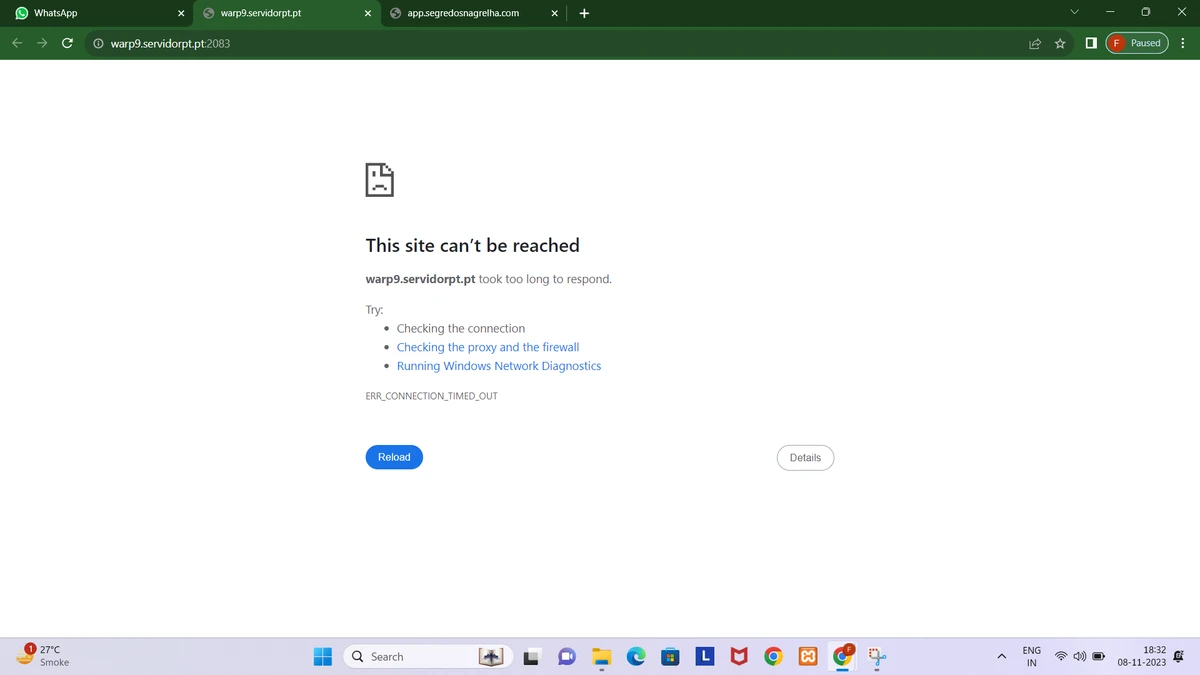 WhatsApp
warp9.servidorpt.pt
app.segredosnagrelha.com
warp9.servidorpt.pt:2083
F Paused
This site can’t be reached
warp9.servidorpt.pt took too long to respond.
Try:
Checking the connection
Checking the proxy and the firewall
Running Windows Network Diagnostics
ERR_CONNECTION_TIMED_OUT
Reload
Details
1
27°C
Smoke
Search
L
F
ENG
IN
18:32
08-11-2023